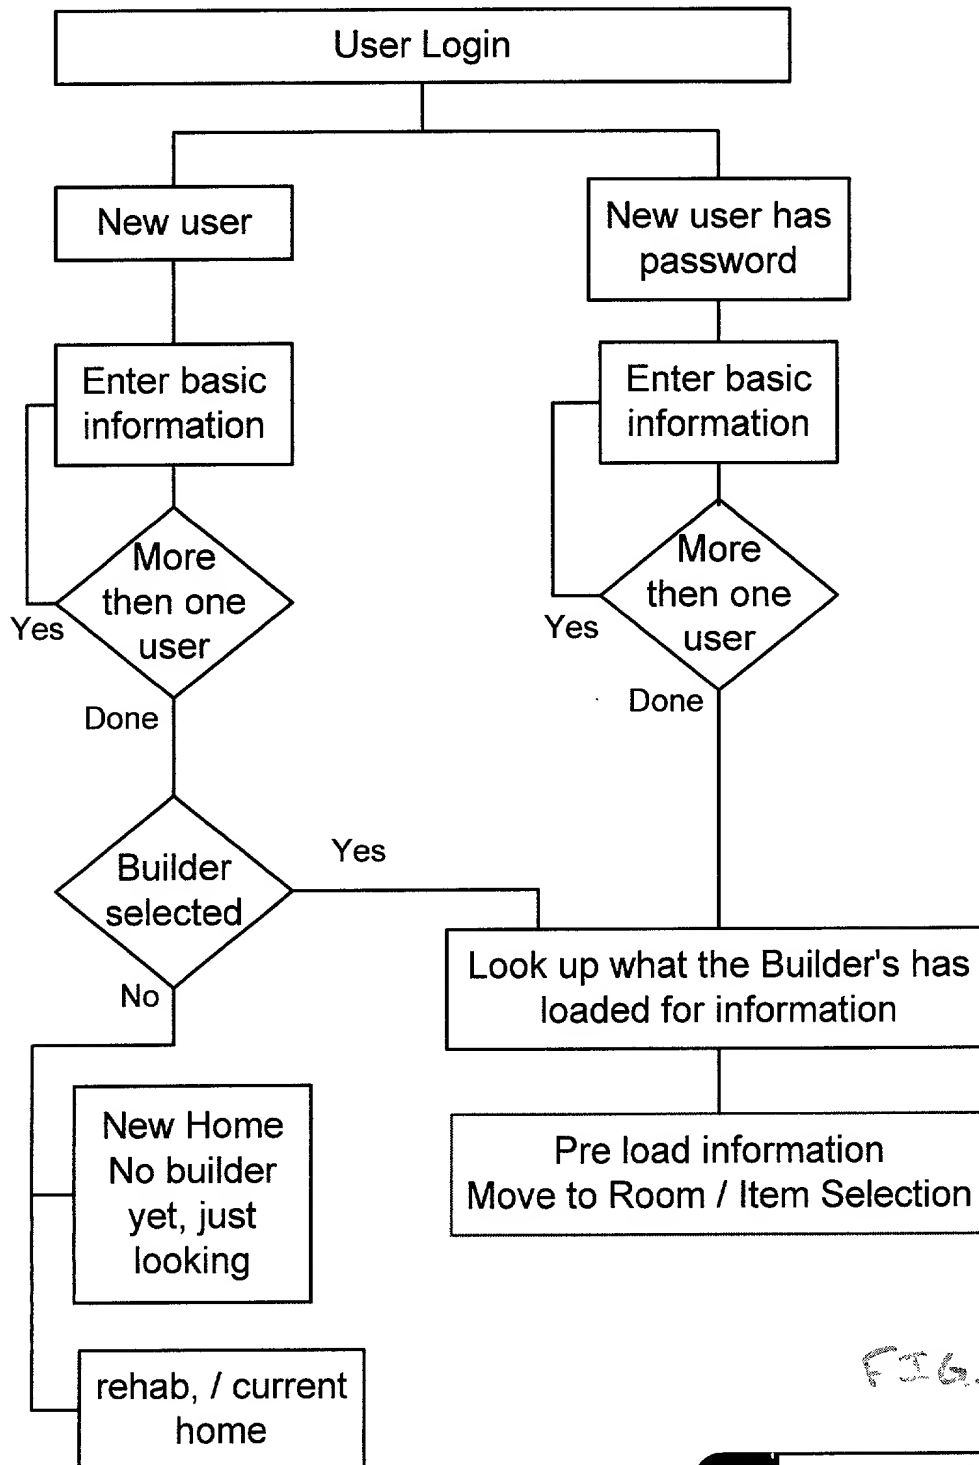 User Login
New user
New user has
password
Enter basic
information
Enter basic
information
More
then one
user
Yes
Done
More
then one
user
Yes
Done
Builder
selected
Yes
No
Look up what the Builder's has
loaded for information
New Home
No builder
yet, just
looking
Pre load information
Move to Room / Item Selection
rehab, / current
home
FIG.